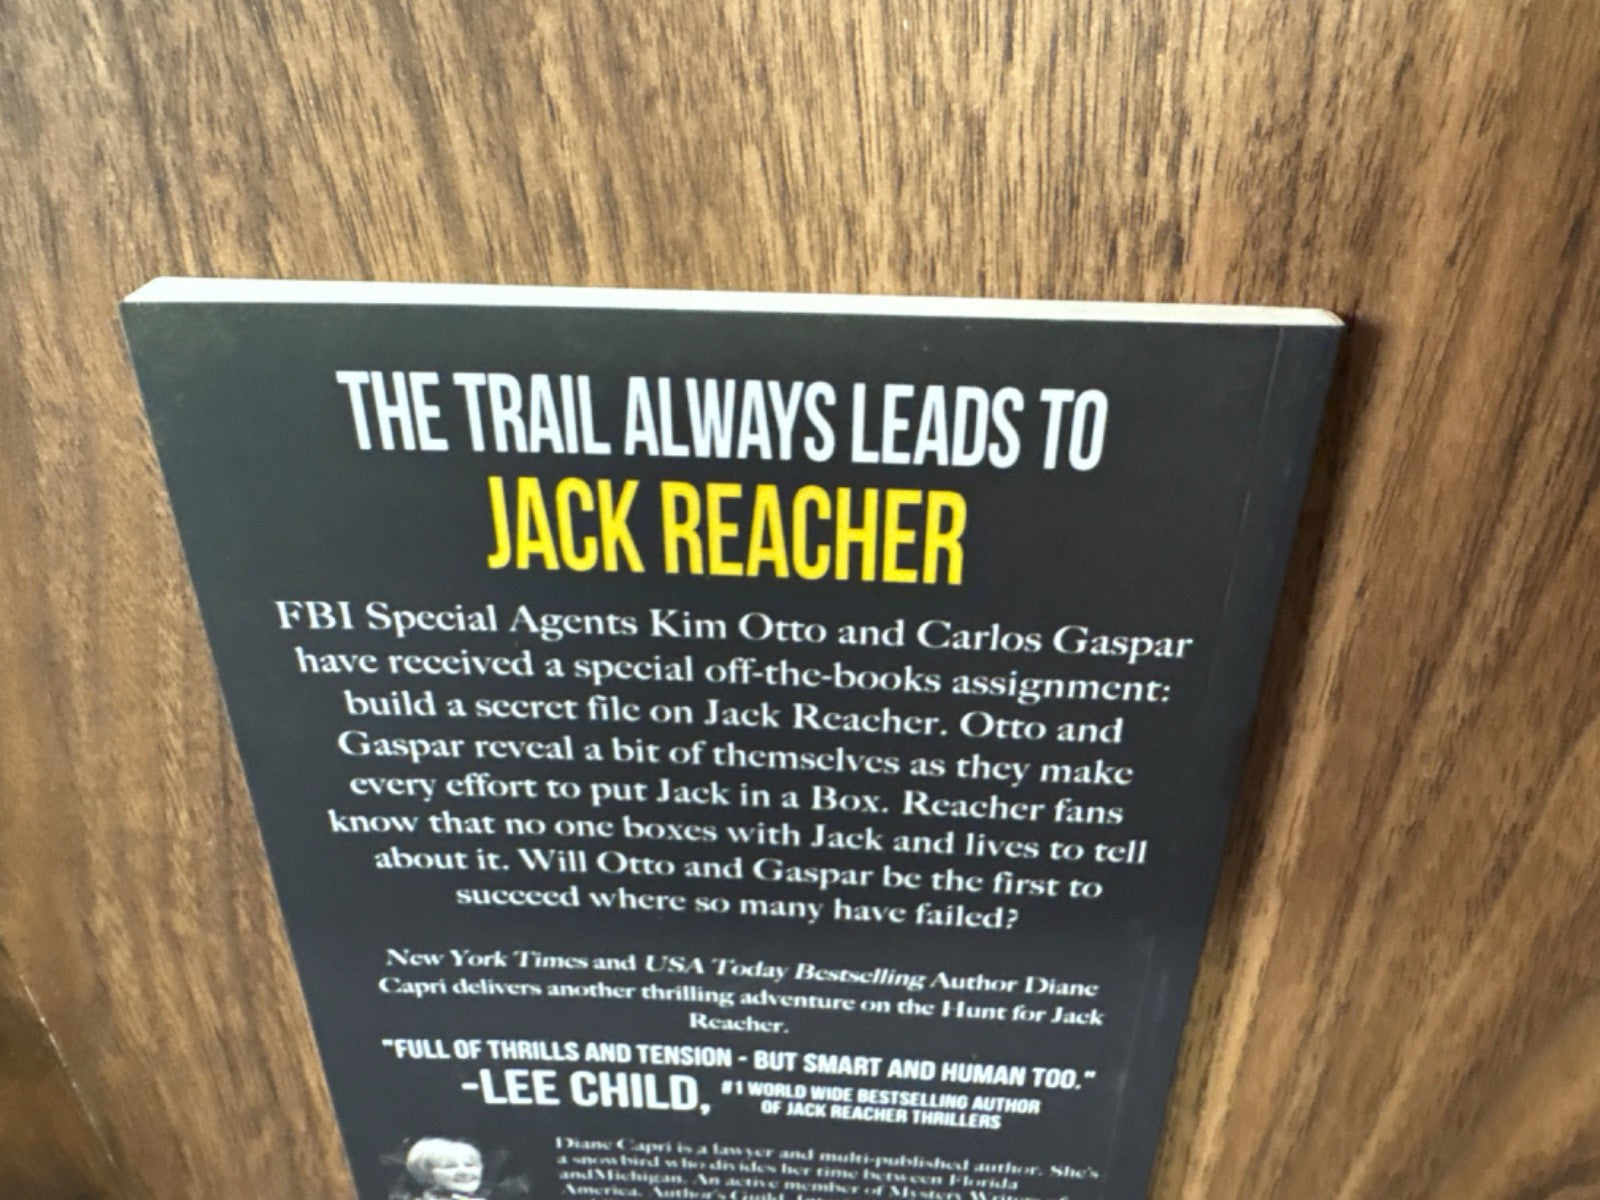 THE TRAIL ALWAYS LEADS TO
JACK REACHER
FBI Special Agents Kim Otto and Carlos Gaspar
have received a special off-the-books assignment:
build a secret file on Jack Reacher. Otto and
Gaspar reveal a bit of themselves as they make
every effort to put Jack in a Box. Reacher fans
know that no one boxes with Jack and lives to tell
about it. Will Otto and Gaspar be the first to
succeed where so many have failed?
New York Times and USA Today Bestselling Author Diane
Capri delivers another thrilling adventure on the Hunt for Jack
Reacher.
"FULL OF THRILLS AND TENSION - BUT SMART AND HUMAN TOO."
-LEE CHILD, #1 WORLD WIDE BESTSELLING AUTHOR
OF JACK REACHER THRILLERS
Diane Capri is a lawyer and multi-published author. She's
a snowbird who divides her time between Florida
and Michigan. An active member of Mystery Writers of
America, Author's Guild,